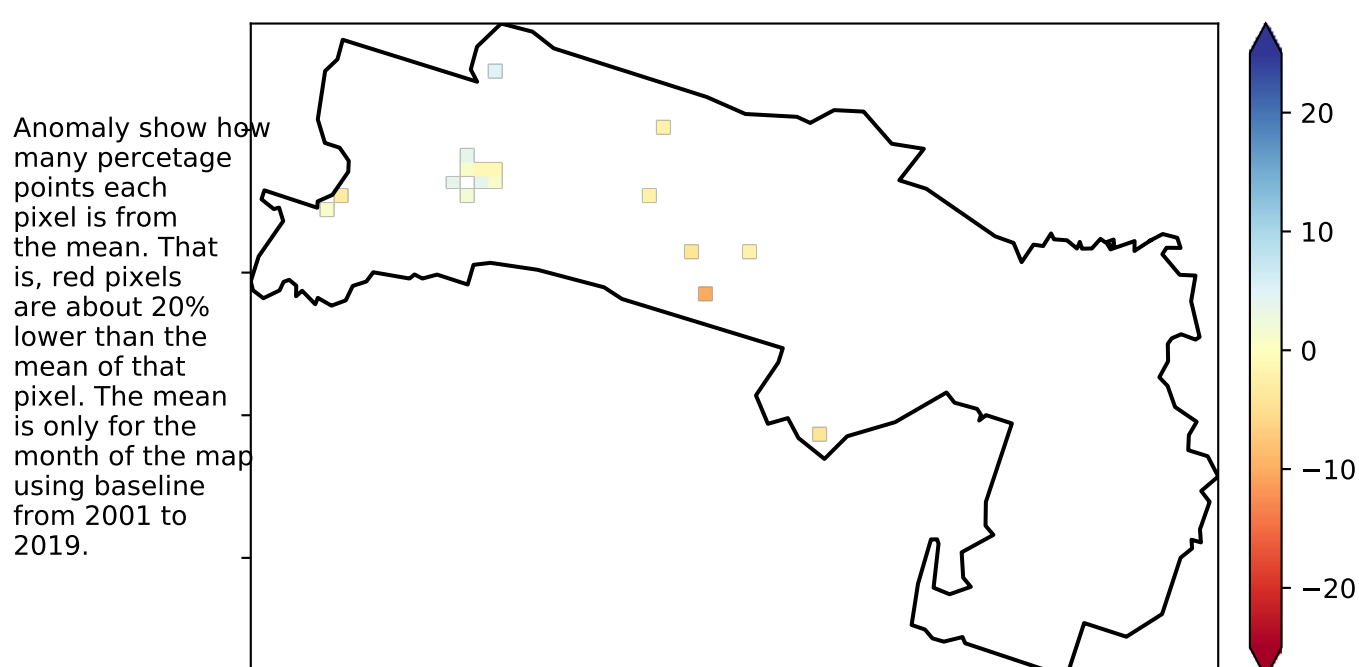 Anomaly show how
many percetage
points each
pixel is from
the mean. That
is, red pixels
are about 20%
lower than the
mean of that
pixel. The mean
is only for the
month of the map
using baseline
from 2001 to
2019.
20
10
0
−10
−20